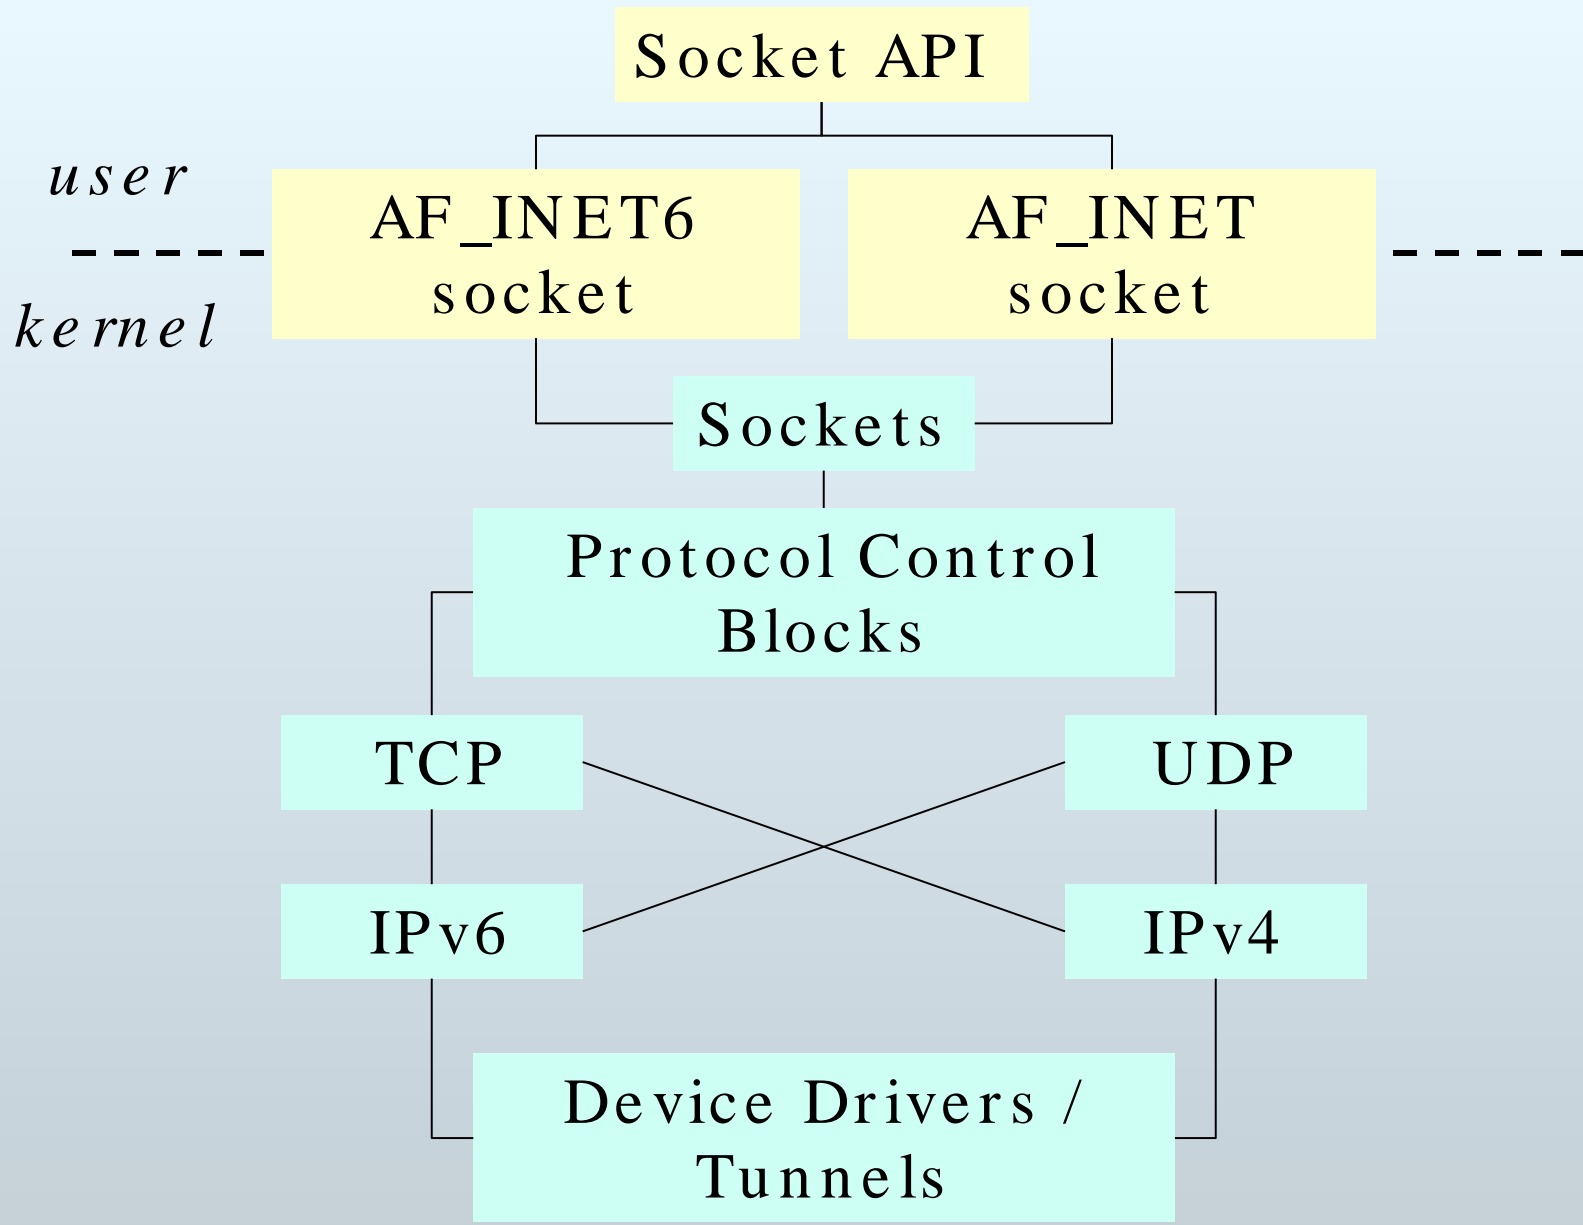 Socket API
user
AF_INET6
socket
AF_INET
socket
kernel
Sockets
Protocol Control
Blocks
TCP
UDP
IPv6
IPv4
Device Drivers /
Tunnels